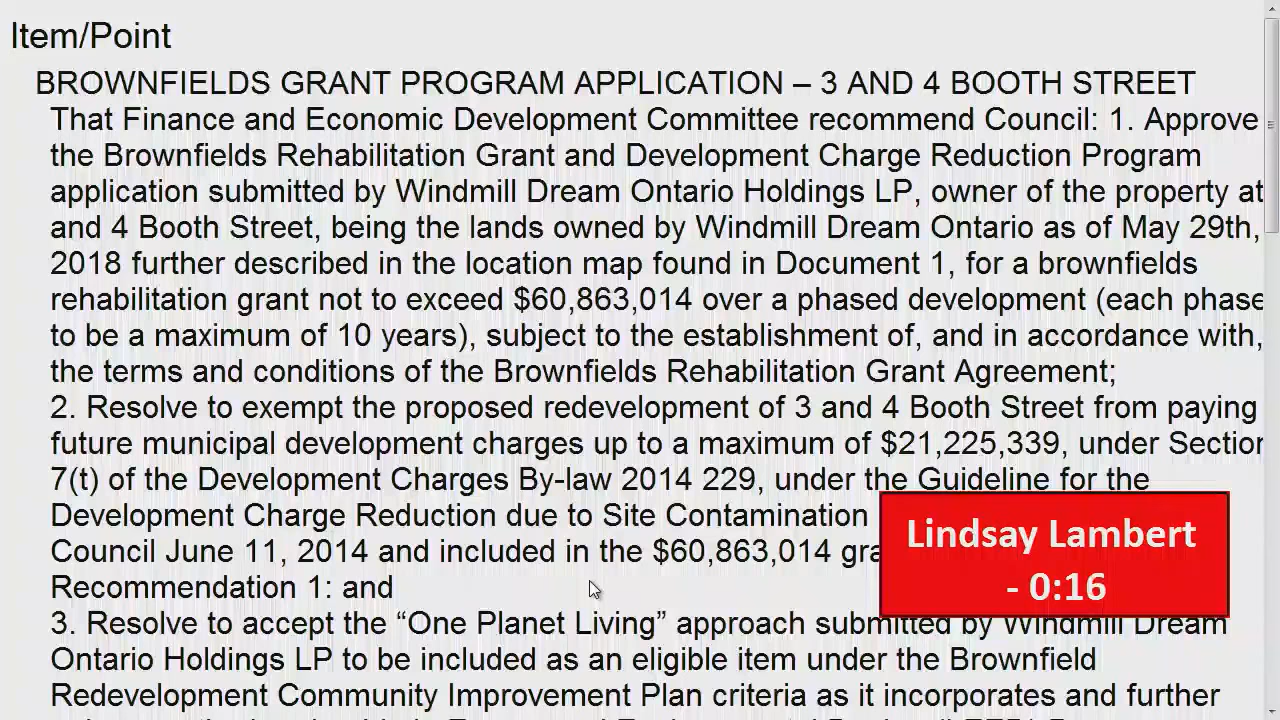 Item/Point
BROWNFIELDS GRANT PROGRAM APPLICATION – 3 AND 4 BOOTH STREET
That Finance and Economic Development Committee recommend Council: 1. Approve
the Brownfields Rehabilitation Grant and Development Charge Reduction Program
application submitted by Windmill Dream Ontario Holdings LP, owner of the property at
and 4 Booth Street, being the lands owned by Windmill Dream Ontario as of May 29th,
2018 further described in the location map found in Document 1, for a brownfields
rehabilitation grant not to exceed $60,863,014 over a phased development (each phase
to be a maximum of 10 years), subject to the establishment of, and in accordance with,
the terms and conditions of the Brownfields Rehabilitation Grant Agreement;
2. Resolve to exempt the proposed redevelopment of 3 and 4 Booth Street from paying
future municipal development charges up to a maximum of $21,225,339, under Section
7(t) of the Development Charges By-law 2014 229, under the Guideline for the
Development Charge Reduction due to Site Contamination
Council June 11, 2014 and included in the $60,863,014 gra
Recommendation 1: and
Lindsay Lambert
- 0:16
3. Resolve to accept the “One Planet Living” approach submitted by Windmill Dream
Ontario Holdings LP to be included as an eligible item under the Brownfield
Redevelopment Community Improvement Plan criteria as it incorporates and further